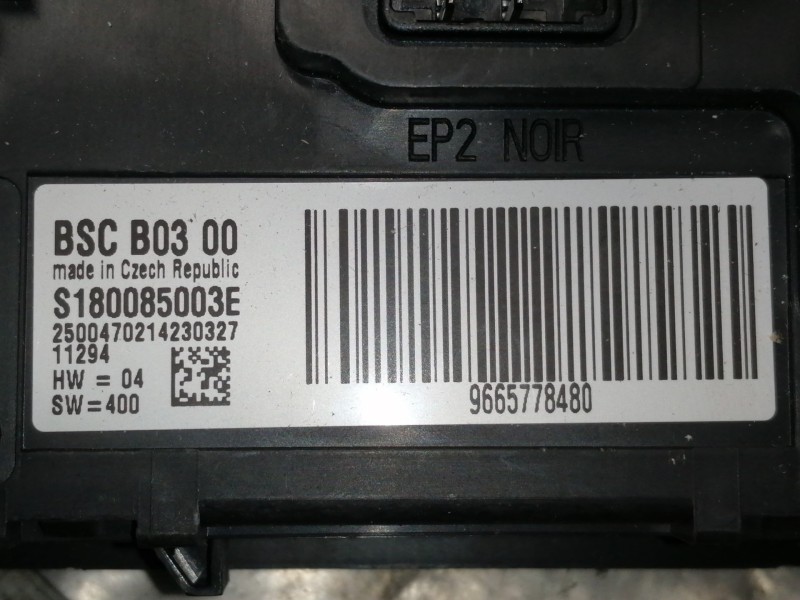 EP2 NOIR
BSC B03 00
made in Czech Republic
S180085003E
2500470214230327
11294
HW = 04
SW=400
9665778480